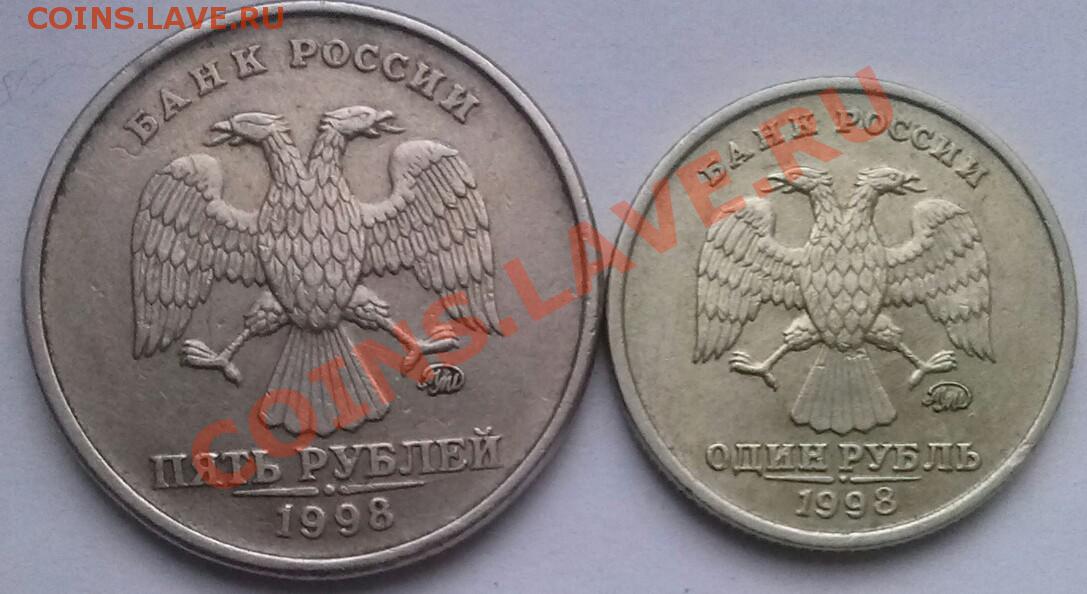 COINS.LAVE.RU
БАНК РОССИИ
ПЯТЬ РУБЛЕЙ
1998
БАНК РОССИИ
ОДИН РУБЛЬ
1998
COINS.LAVE.RU